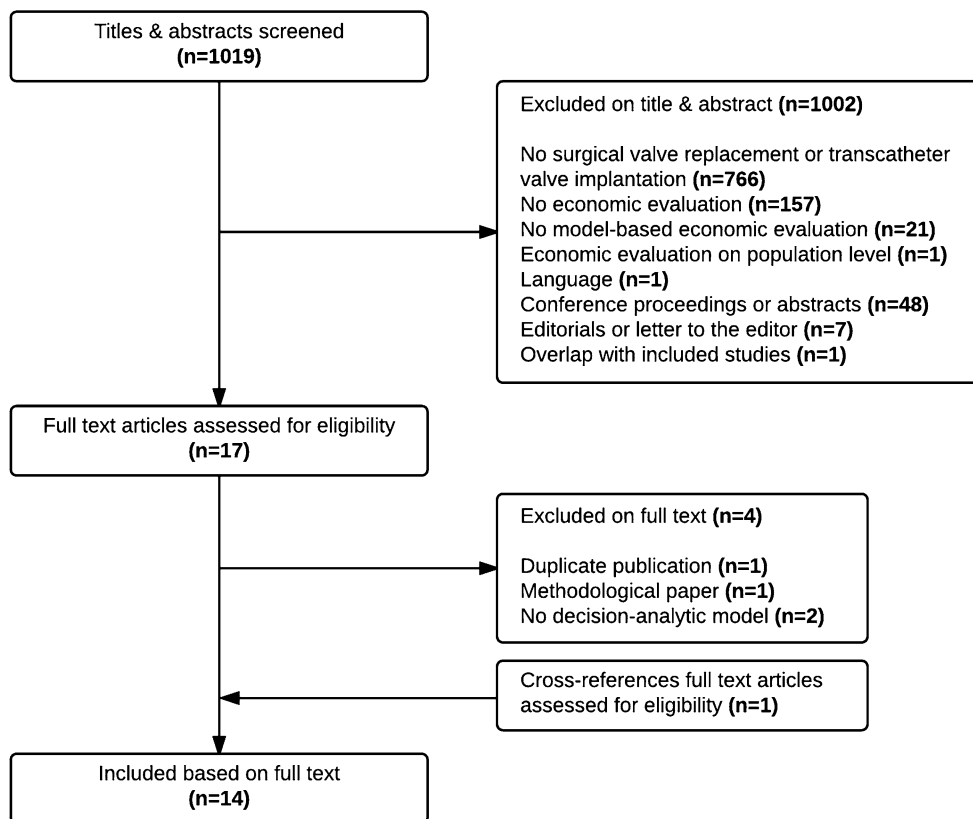 Titles & abstracts screened
(n=1019)
Excluded on title & abstract (n=1002)
No surgical valve replacement or transcatheter
valve implantation (n=766)
No economic evaluation (n=157)
No model-based economic evaluation (n=21)
Economic evaluation on population level (n=1)
Language (n=1)
Conference proceedings or abstracts (n=48)
Editorials or letter to the editor (n=7)
Overlap with included studies (n=1)
Full text articles assessed for eligibility
(n=17)
Excluded on full text (n=4)
Duplicate publication (n=1)
Methodological paper (n=1)
No decision-analytic model (n=2)
Cross-references full text articles
assessed for eligibility (n=1)
Included based on full text
(n=14)